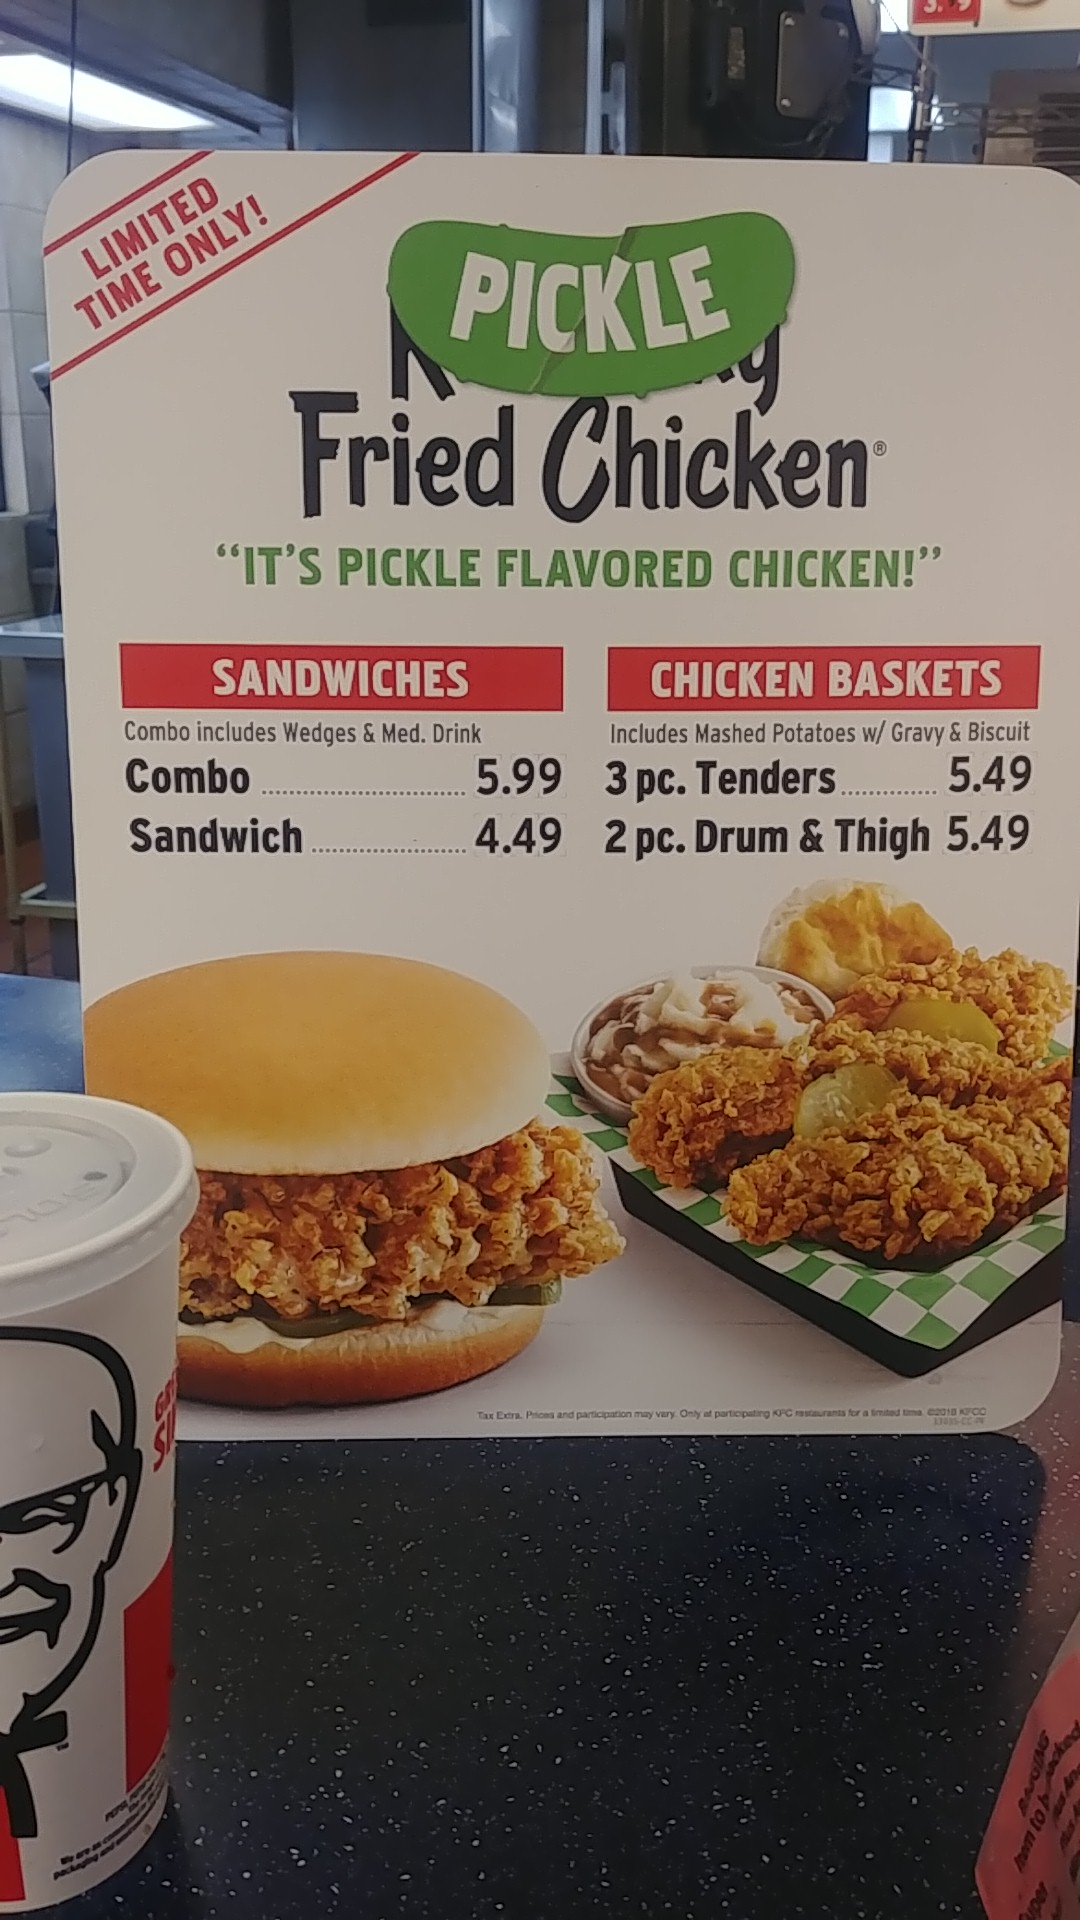 3.99
LIMITED
TIME ONLY!
PICKLE
Fried Chicken®
“IT’S PICKLE FLAVORED CHICKEN!”
SANDWICHES
Combo includes Wedges & Med. Drink
Combo 5.99
Sandwich 4.49
CHICKEN BASKETS
Includes Mashed Potatoes w/ Gravy & Biscuit
3 pc. Tenders 5.49
2 pc. Drum & Thigh 5.49
Tax Extra. Prices and participation may vary. Only at participating KFC restaurants for a limited time. ©2018 KFCC